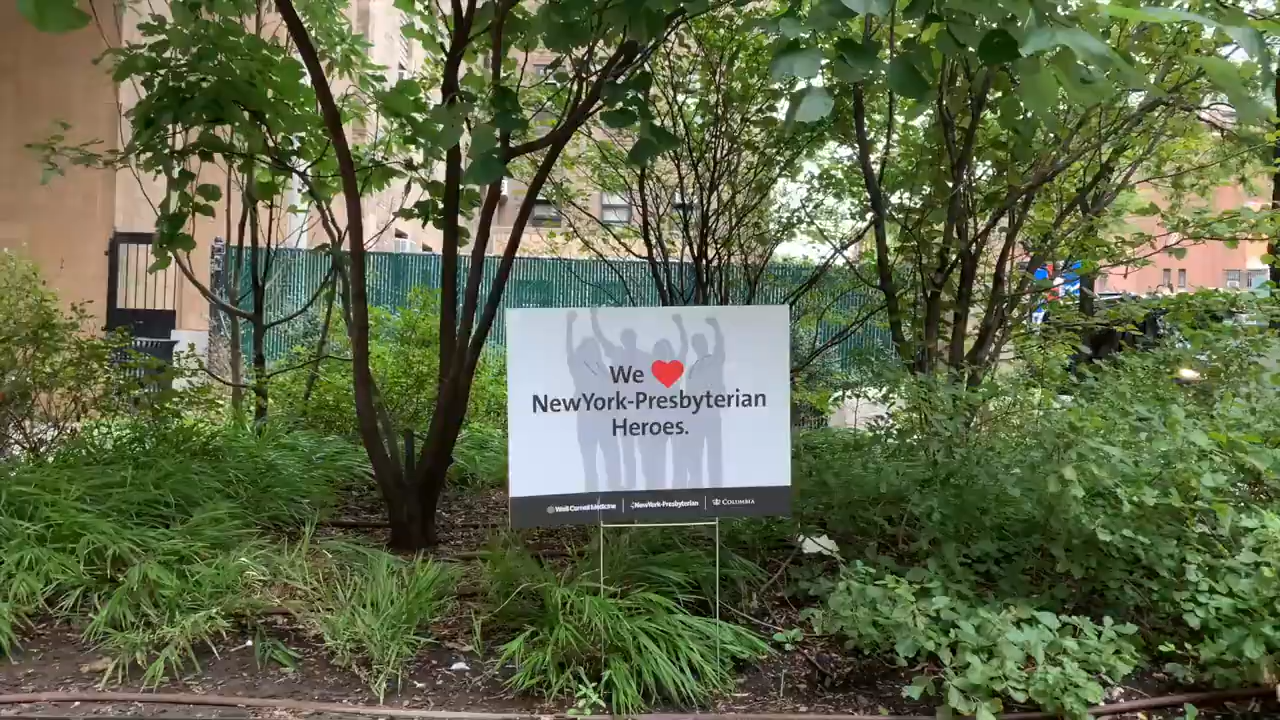 We ❤
NewYork-Presbyterian
Heroes.
Weill Cornell Medicine NewYork-Presbyterian Columbia